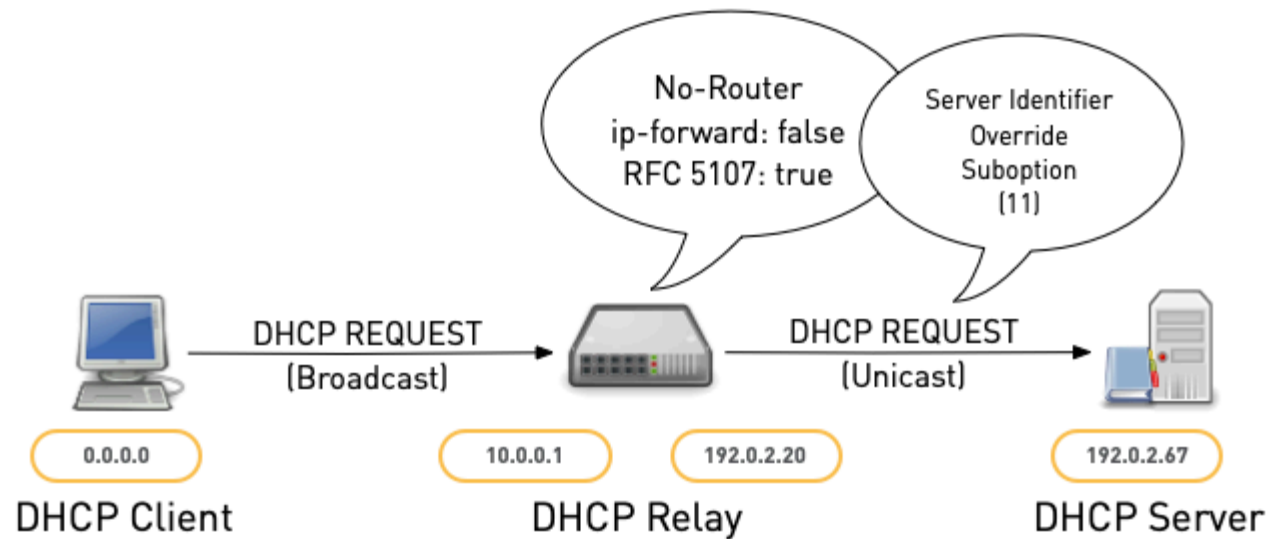 No-Router
ip-forward: false
RFC 5107: true
Server Identifier
Override
Suboption
(11)
DHCP REQUEST
(Broadcast)
DHCP REQUEST
(Unicast)
0.0.0.0
10.0.0.1
192.0.2.20
192.0.2.67
DHCP Client
DHCP Relay
DHCP Server